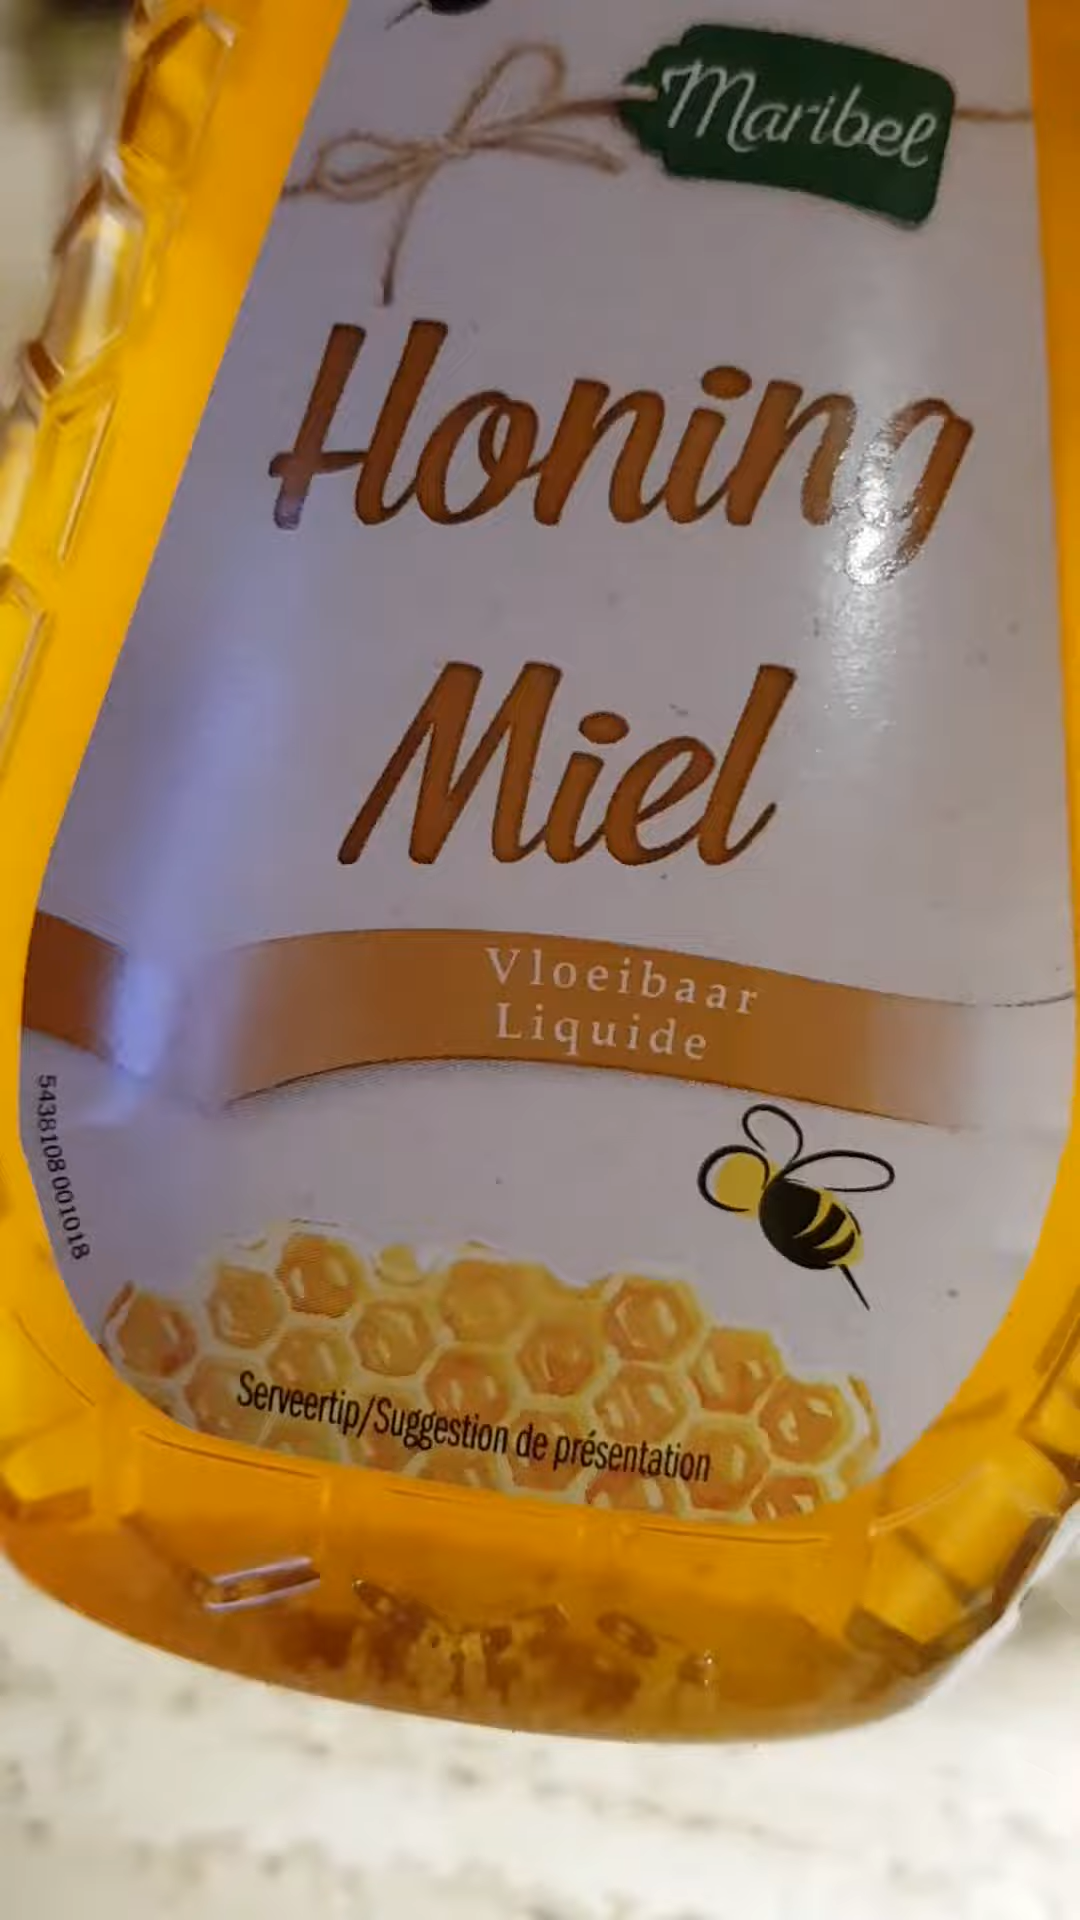 Maribel
Honing
Miel
Vloeibaar
Liquide
5438108 001018
Serveertip/Suggestion de présentation